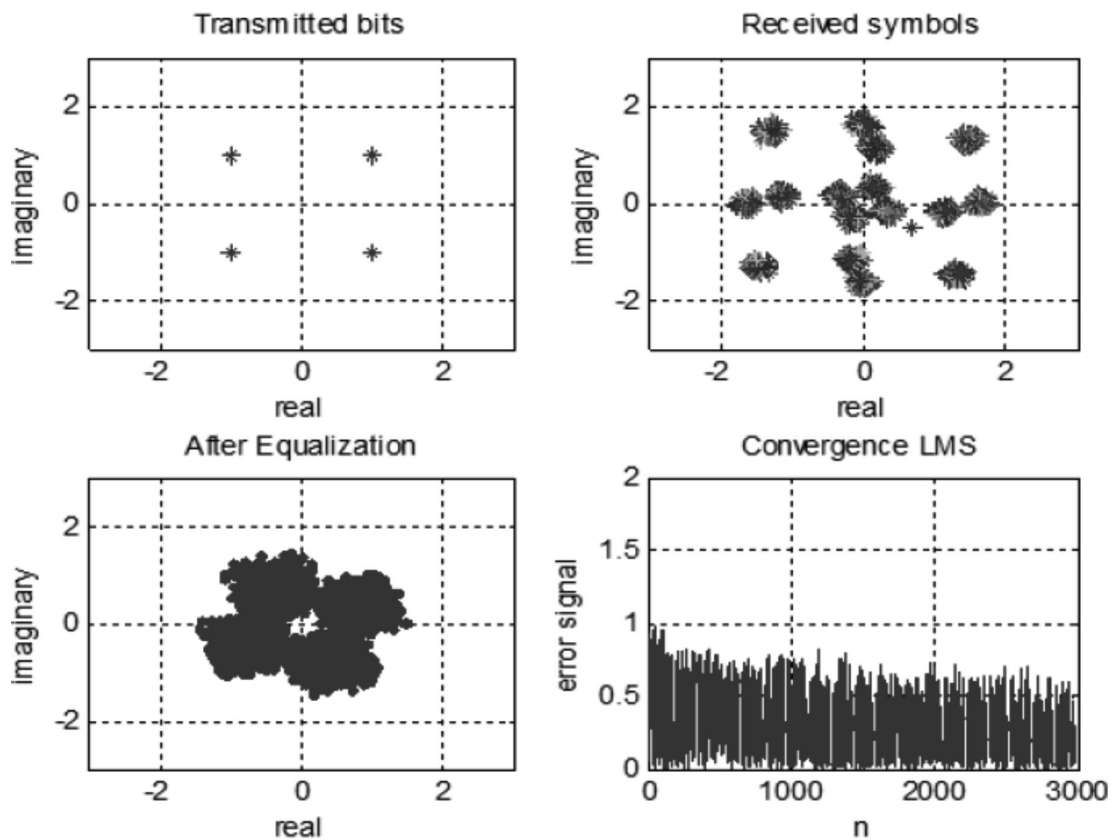 Transmitted bits
2
0
-2
imaginary
-2 0 2
real
Received symbols
2
0
-2
imaginary
-2 0 2
real
After Equalization
2
0
-2
imaginary
-2 0 2
real
Convergence LMS
2
1.5
1
0.5
0
error signal
0 1000 2000 3000
n